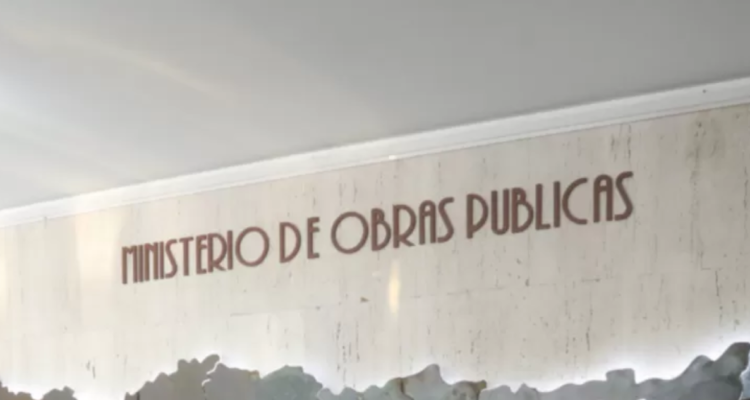 MINISTERIO DE OBRAS PUBLICAS